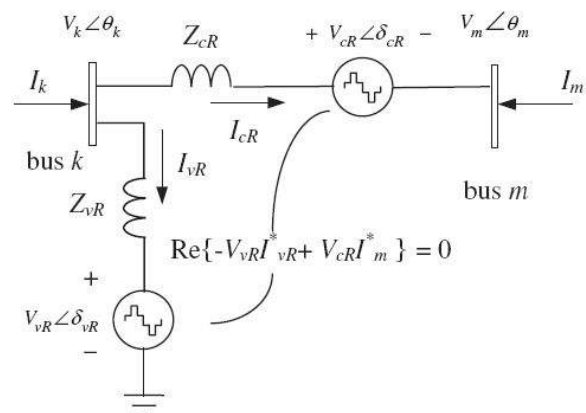 V_k∠θ_k
Z_cR
+ V_cR∠δ_cR −
V_m∠θ_m
I_k
I_m
I_cR
bus k
I_vR
bus m
Z_vR
Re{-V_vR I*_vR + V_cR I*_m } = 0
+
V_vR∠δ_vR
−